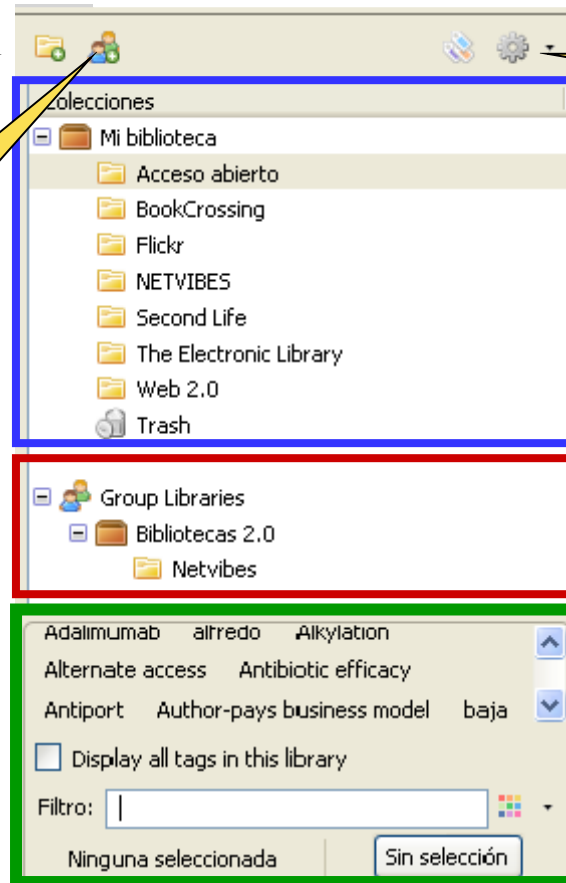 Colecciones
Mi biblioteca
Acceso abierto
BookCrossing
Flickr
NETVIBES
Second Life
The Electronic Library
Web 2.0
Trash
Group Libraries
Bibliotecas 2.0
Netvibes
Adalimumab alfredo Alkylation
Alternate access Antibiotic efficacy
Antiport Author-pays business model baja
Display all tags in this library
Filtro:
Ninguna seleccionada Sin selección